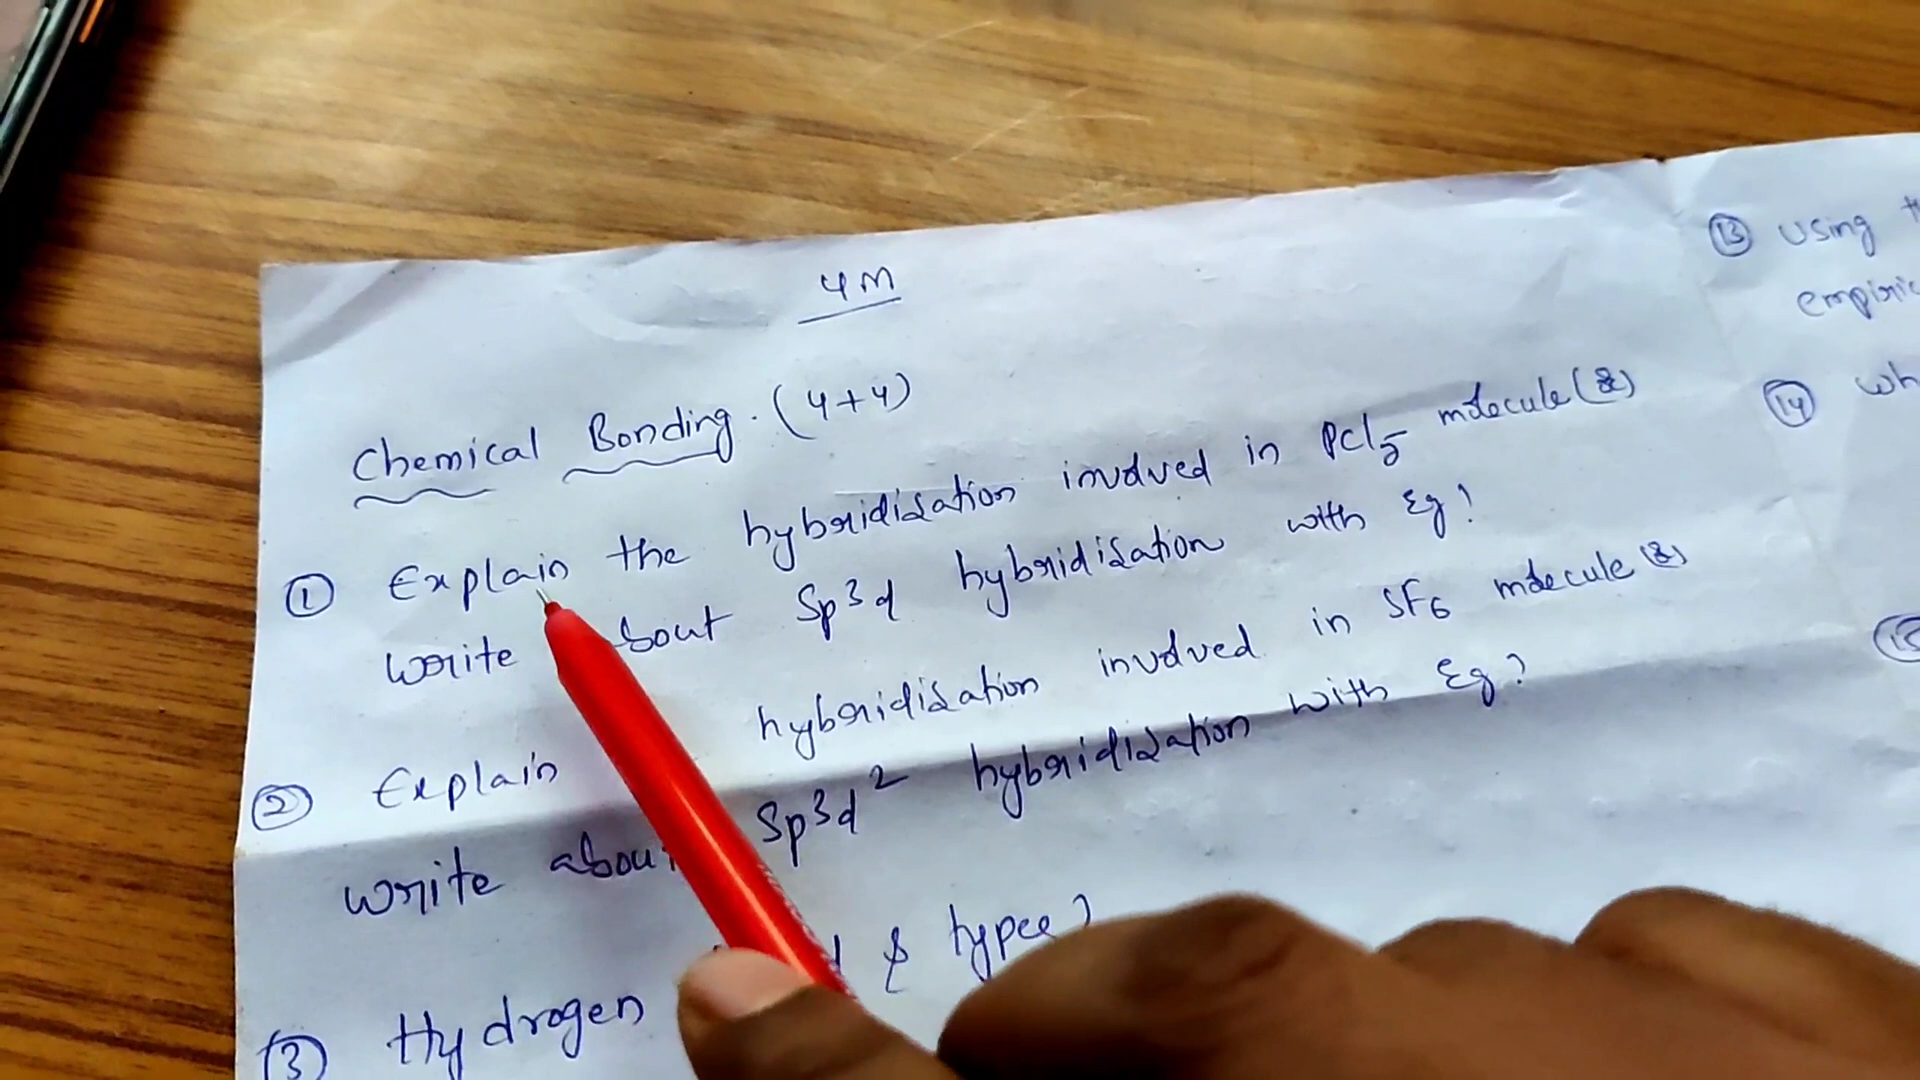 4M
Chemical Bonding. (4+4)
① Explain the hybridisation involved in PCl5 molecule (&)
Write about Sp3d hybridisation with Eg?
② Explain hybridisation involved in SF6 molecule (&)
Write about Sp3d2 hybridisation with Eg?
③ Hydrogen & types?
⑬ Using
⑭
⑮